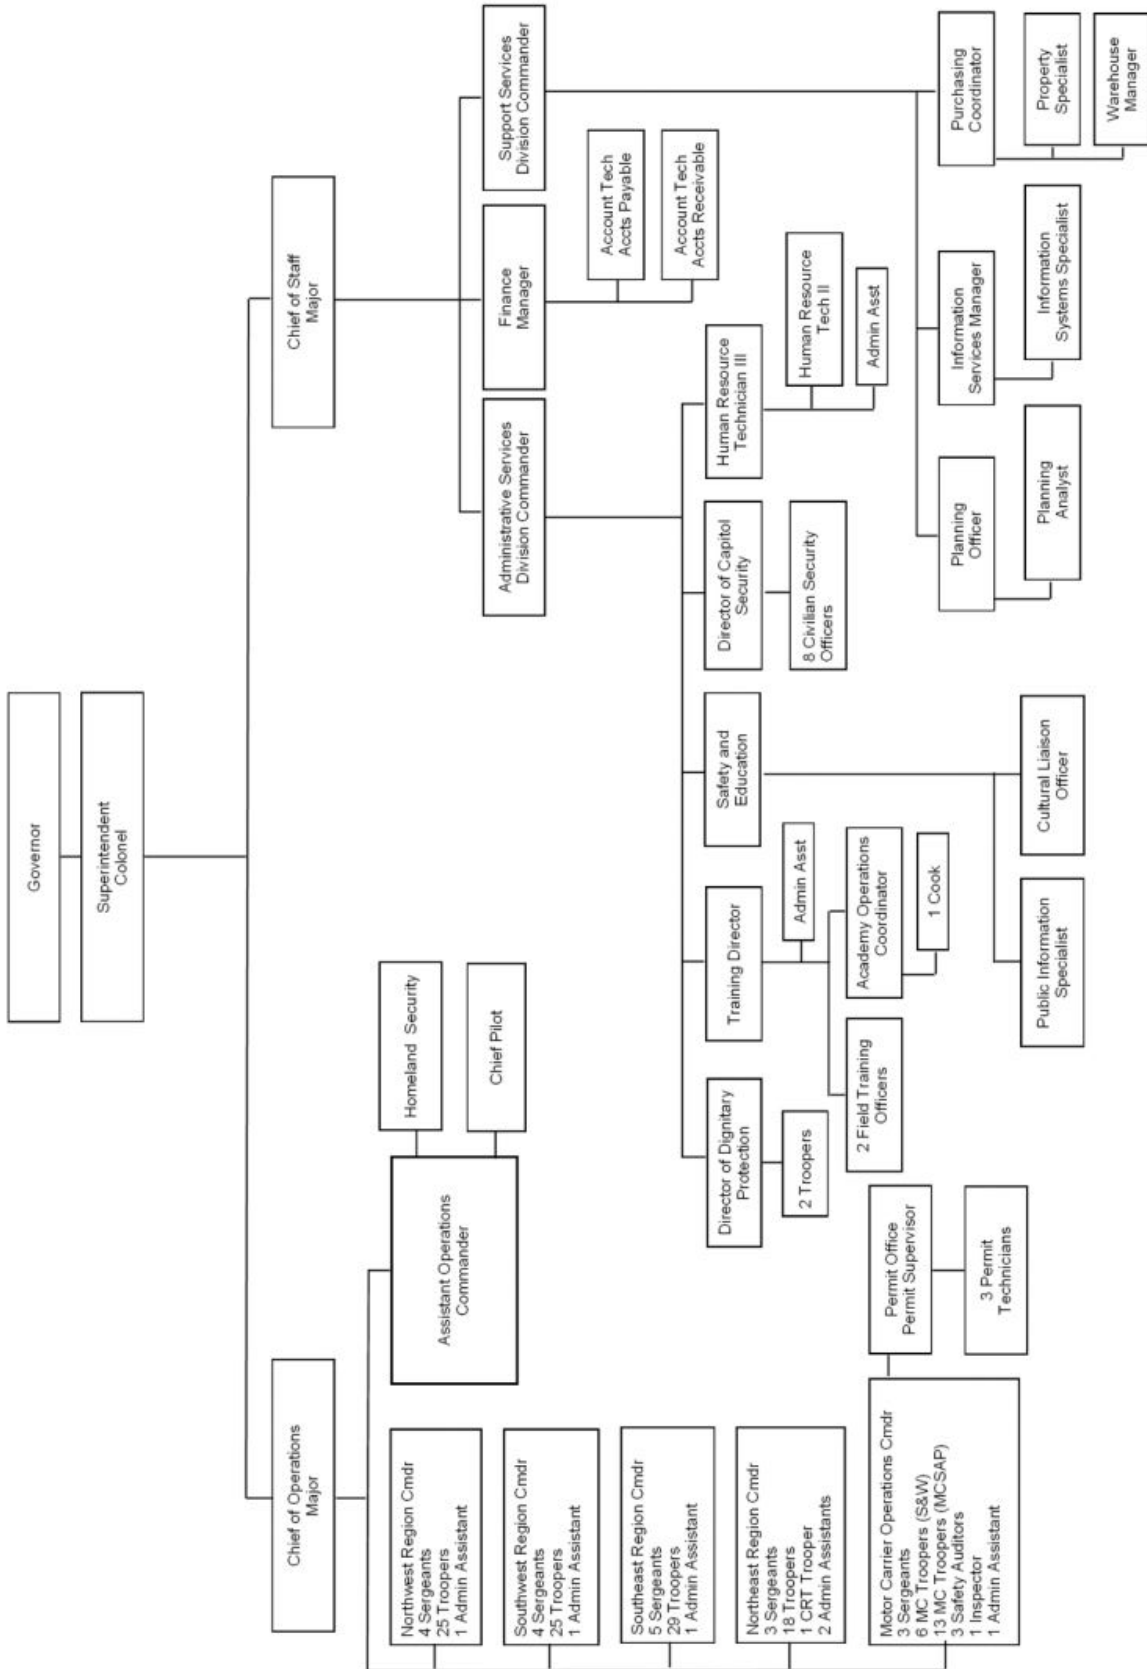 Governor
Superintendent
Colonel
Chief of Operations
Major
Chief of Staff
Major
Northwest Region Cmdr
4 Sergeants
25 Troopers
1 Admin Assistant
Southwest Region Cmdr
4 Sergeants
25 Troopers
1 Admin Assistant
Southeast Region Cmdr
5 Sergeants
29 Troopers
1 Admin Assistant
Northeast Region Cmdr
3 Sergeants
18 Troopers
1 CRT Trooper
2 Admin Assistants
Motor Carrier Operations Cmdr
3 Sergeants
6 MC Troopers (S&W)
13 MC Troopers (MCSAP)
3 Safety Auditors
1 Inspector
1 Admin Assistant
Permit Office
Permit Supervisor
3 Permit
Technicians
Assistant Operations
Commander
Homeland Security
Chief Pilot
Administrative Services
Division Commander
Finance
Manager
Support Services
Division Commander
Account Tech
Accts Payable
Account Tech
Accts Receivable
Director of Dignitary
Protection
2 Troopers
Training Director
Admin Asst
2 Field Training
Officers
Academy Operations
Coordinator
1 Cook
Safety and
Education
Public Information
Specialist
Cultural Liaison
Officer
Director of Capitol
Security
8 Civilian Security
Officers
Human Resource
Technician III
Human Resource
Tech II
Admin Asst
Planning
Officer
Planning
Analyst
Information
Services Manager
Information
Systems Specialist
Purchasing
Coordinator
Property
Specialist
Warehouse
Manager